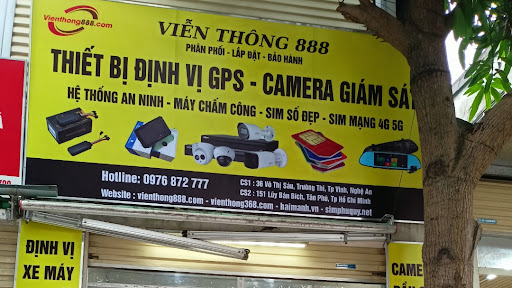 Vienthong888.com
VIỄN THÔNG 888
PHÂN PHỐI - LẮP ĐẶT - BẢO HÀNH
THIẾT BỊ ĐỊNH VỊ GPS - CAMERA GIÁM SÁ
HỆ THỐNG AN NINH - MÁY CHẤM CÔNG - SIM SỐ ĐẸP - SIM MẠNG 4G 5G
Hotline: 0976 872 777
CS1 : 36 Võ Thị Sáu, Trường Thi, Tp Vinh, Nghệ An
CS2 : 151 Lũy Bán Bích, Tân Phú, Tp Hồ Chí Minh
Website : vienthong888.com - vienthong368.com - haimanh.vn - simphuquy.net
ĐỊNH VỊ
XE MÁY
CAME